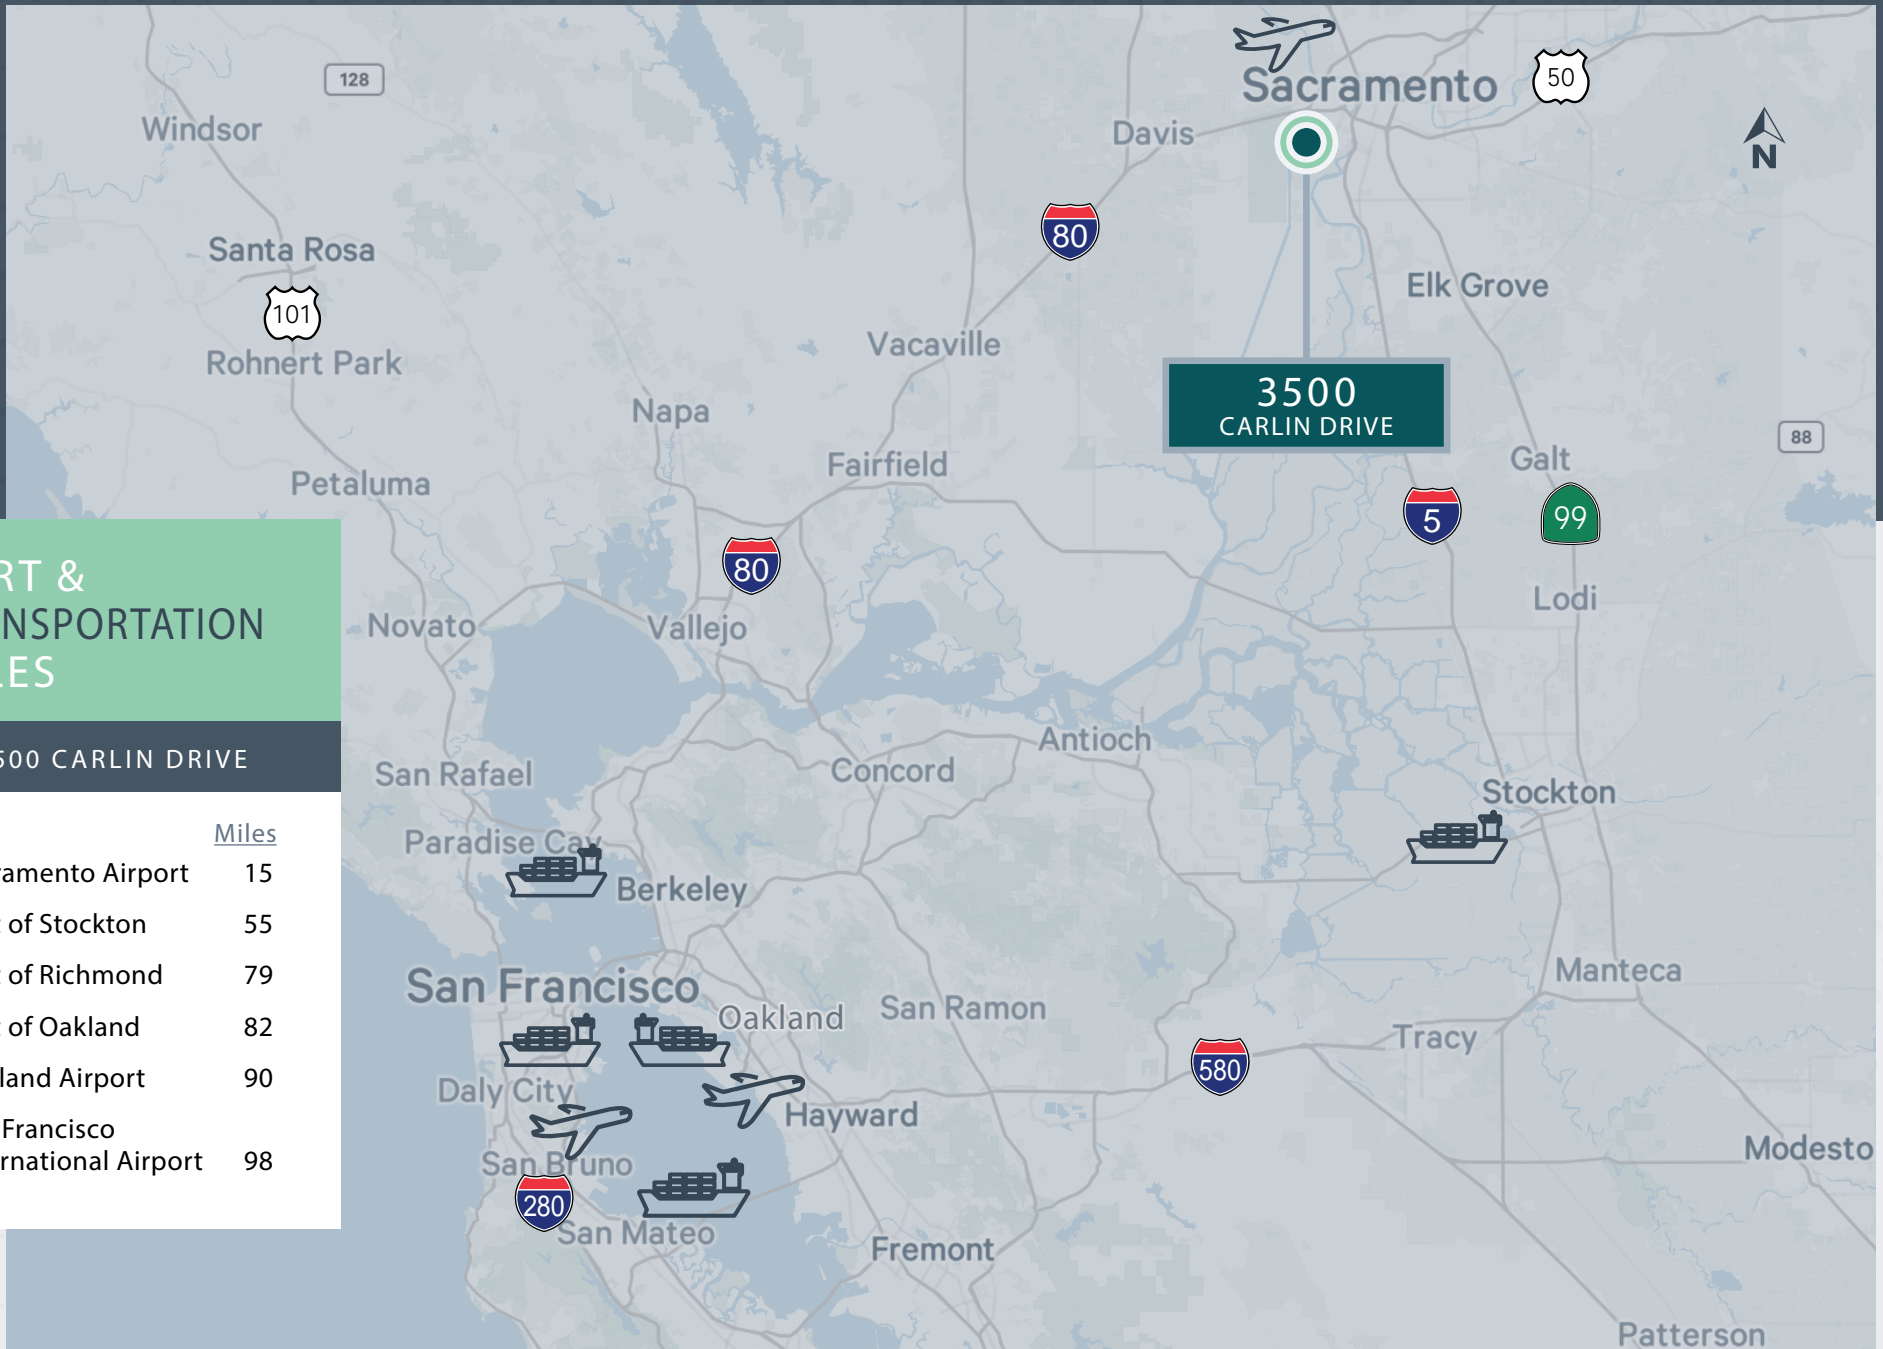 Sacramento
50
128
Windsor
Davis
N
80
Santa Rosa
Elk Grove
101
Vacaville
Rohnert Park
3500
CARLIN DRIVE
Napa
88
Galt
Fairfield
Petaluma
5
99
80
Lodi
Novato
Vallejo
RT &
NSPORTATION
LES
500 CARLIN DRIVE
Antioch
San Rafael
Concord
Stockton
Paradise Cay
Berkeley
Miles
ramento Airport 15
t of Stockton 55
t of Richmond 79
t of Oakland 82
land Airport 90
Francisco
rnational Airport 98
Manteca
San Francisco
Oakland
San Ramon
Tracy
580
Daly City
Hayward
Modesto
San Bruno
280
San Mateo
Fremont
Patterson